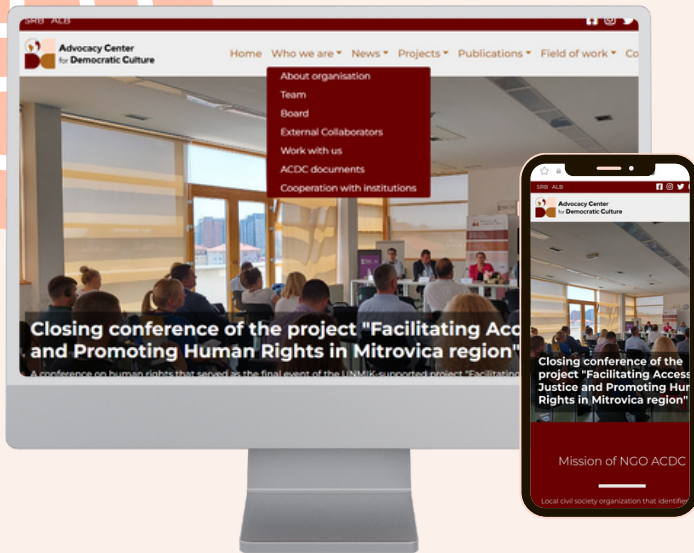 SRB ALB
Advocacy Center
for Democratic Culture
Home Who we are News Projects Publications Field of work Co
About organisation
Team
Board
External Collaborators
Work with us
ACDC documents
Cooperation with institutions
Closing conference of the project "Facilitating Acc
and Promoting Human Rights in Mitrovica region"
A conference on human rights that served as the final event of the UNMIK-supported project "Facilitating
SRB ALB
Advocacy Center
for Democratic Culture
Closing conference of the
project "Facilitating Access
Justice and Promoting Hur
Rights in Mitrovica region"
Mission of NGO ACDC
Local civil society organization that identifies